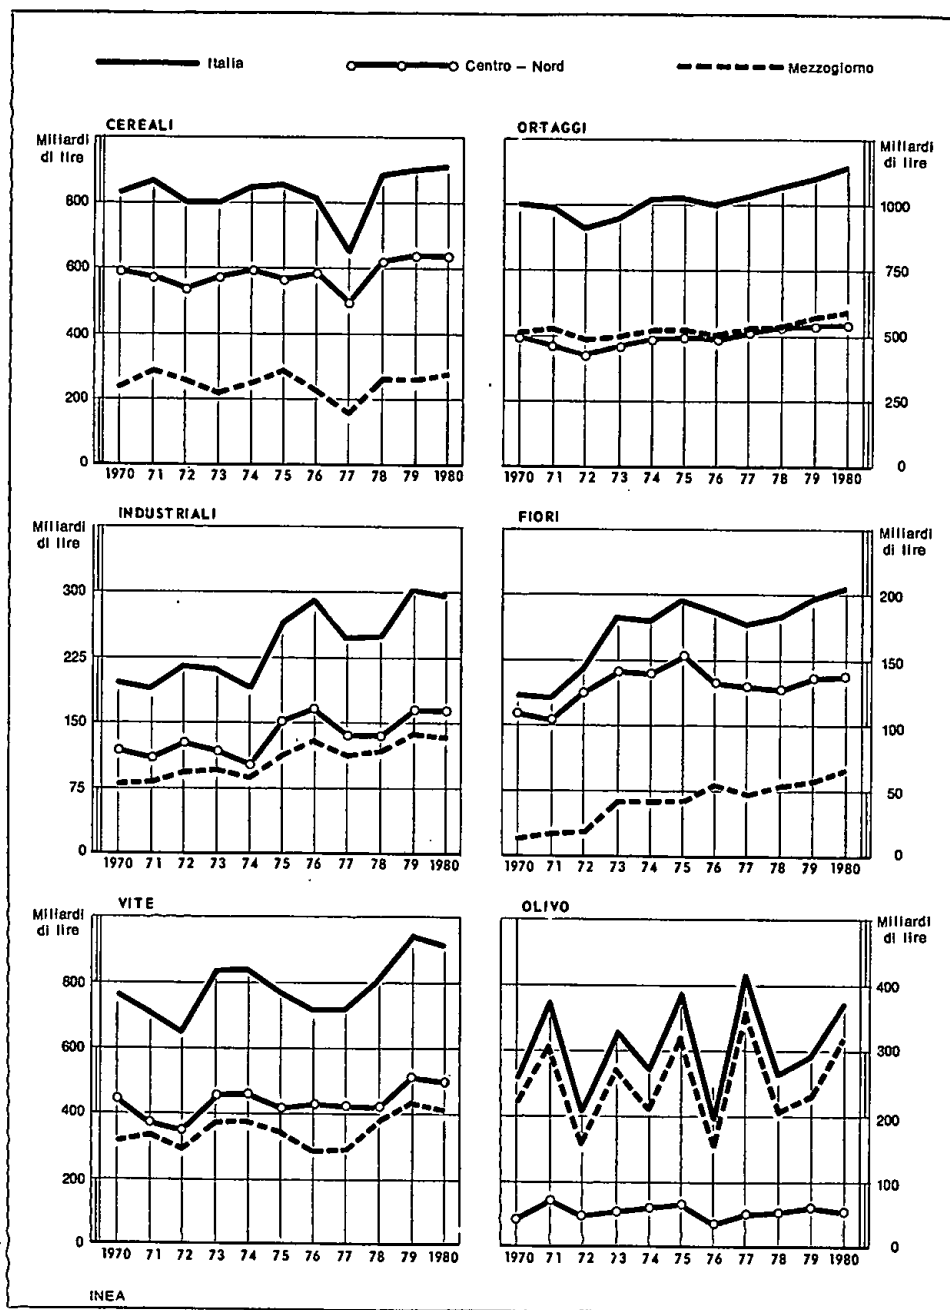 Italia
Centro – Nord
Mezzogiorno
CEREALI
Miliardi
di lire
800
600
400
200
0
1970 71 72 73 74 75 76 77 78 79 1980
ORTAGGI
Miliardi
di lire
1000
750
500
250
0
1970 71 72 73 74 75 76 77 78 79 1980
INDUSTRIALI
Miliardi
di lire
300
225
150
75
0
1970 71 72 73 74 75 76 77 78 79 1980
FIORI
Miliardi
di lire
200
150
100
50
0
1970 71 72 73 74 75 76 77 78 79 1980
VITE
Miliardi
di lire
800
600
400
200
0
1970 71 72 73 74 75 76 77 78 79 1980
OLIVO
Miliardi
di lire
400
300
200
100
0
1970 71 72 73 74 75 76 77 78 79 1980
INEA